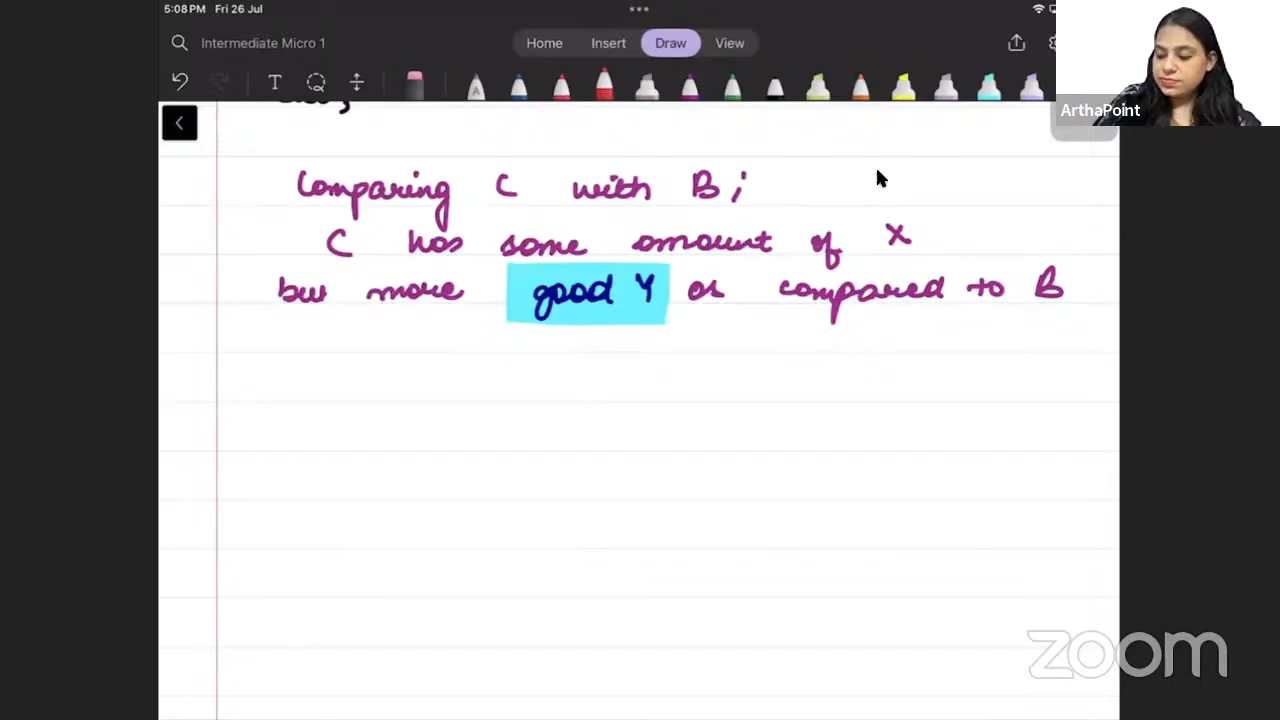 5:08 PM Fri 26 Jul
Intermediate Micro 1
Home Insert Draw View
ArthaPoint
Comparing C with B;
C has same amount of X
but more good Y as compared to B
zoom